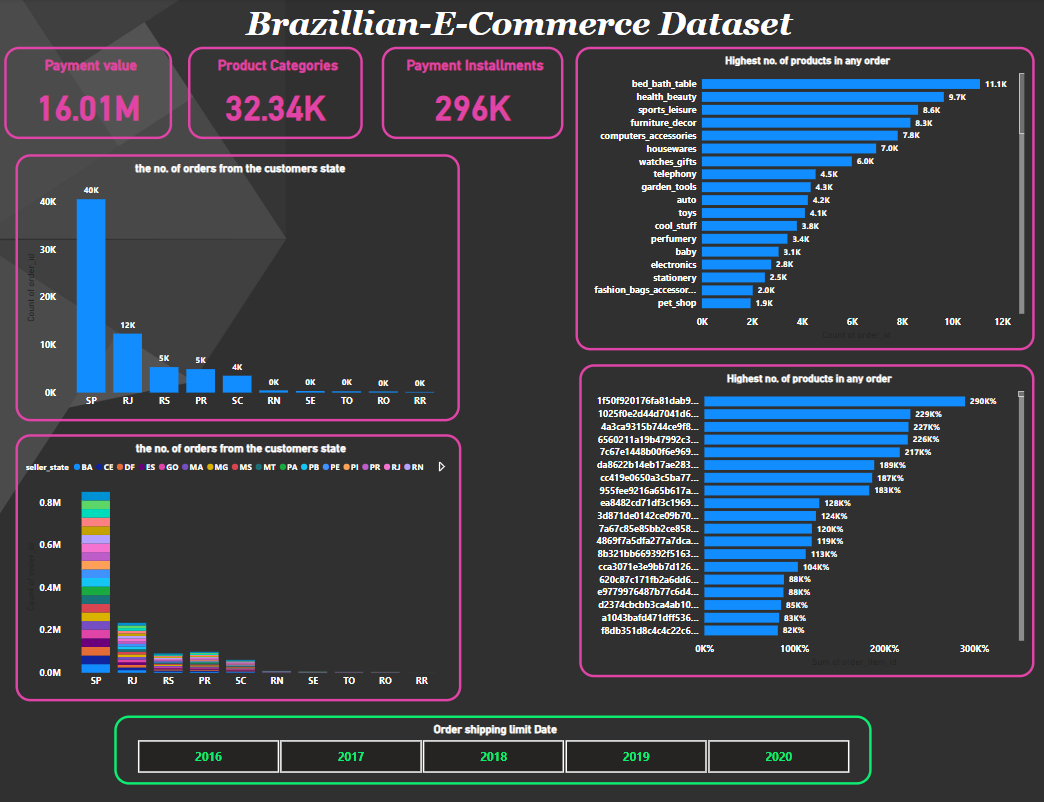 Brazillian-E-Commerce Dataset
Payment value
16.01M
Product Categories
32.34K
Payment Installments
296K
the no. of orders from the customers state
Count of order_id
40K
30K
20K
10K
0K
40K
12K
5K
5K
4K
0K
0K
0K
0K
0K
SP RJ RS PR SC RN SE TO RO RR
the no. of orders from the customers state
seller_state BA CE DF ES GO MA MG MS MT PA PB PE PI PR RJ RN
0.8M
0.6M
0.4M
0.2M
0.0M
SP RJ RS PR SC RN SE TO RO RR
Highest no. of products in any order
bed_bath_table 11.1K
health_beauty 9.7K
sports_leisure 8.6K
furniture_decor 8.3K
computers_accessories 7.8K
housewares 7.0K
watches_gifts 6.0K
telephony 4.5K
garden_tools 4.3K
auto 4.2K
toys 4.1K
cool_stuff 3.8K
perfumery 3.4K
baby 3.1K
electronics 2.8K
stationery 2.5K
fashion_bags_accessor... 2.0K
pet_shop 1.9K
0K 2K 4K 6K 8K 10K 12K
Count of order_id
Highest no. of products in any order
1f50f920176fa81dab9... 290K%
1025f0e2d44d7041d6... 229K%
4a3ca9315b744ce9f8... 227K%
6560211a19b47992c3... 226K%
7c67e1448b00f6e969... 217K%
da8622b14eb17ae283... 189K%
cc419e0650a3c5ba77... 187K%
955fee9216a65b617a... 183K%
ea8482cd71df3c1969... 128K%
3d871de0142ce09b70... 124K%
7a67c85e85bb2ce858... 120K%
4869f7a5dfa277a7dca... 119K%
8b321bb669392f5163... 113K%
cca3071e3e9bb7d126... 104K%
620c87c171fb2a6dd6... 88K%
e9779976487b77c6d4... 88K%
d2374cbcbb3ca4ab10... 85K%
a1043bafd471dff536... 83K%
f8db351d8c4c4c22c6... 82K%
0K% 100K% 200K% 300K%
Sum of order_item_id
Order shipping limit Date
2016 2017 2018 2019 2020